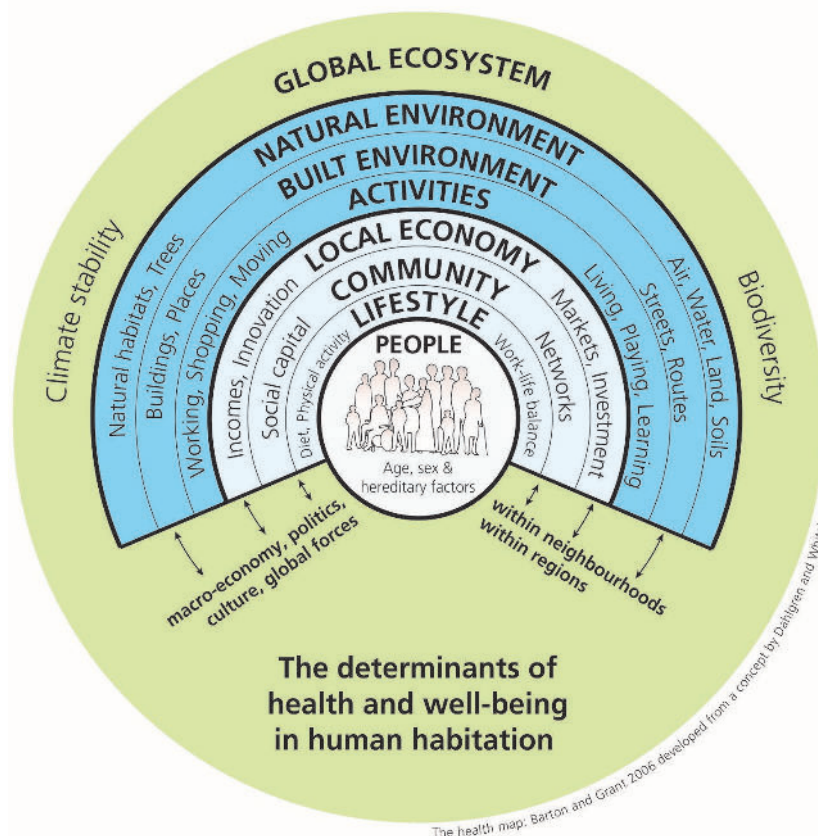 GLOBAL ECOSYSTEM
NATURAL ENVIRONMENT
BUILT ENVIRONMENT
ACTIVITIES
LOCAL ECONOMY
COMMUNITY
LIFESTYLE
PEOPLE
Age, sex &
hereditary factors
Climate stability
Natural habitats, Trees
Buildings, Places
Working, Shopping, Moving
Incomes, Innovation
Social capital
Diet, Physical activity
Work-life balance
Networks
Markets, Investment
Living, Playing, Learning
Streets, Routes
Air, Water, Land, Soils
Biodiversity
macro-economy, politics,
culture, global forces
within neighbourhoods
within regions
The determinants of
health and well-being
in human habitation
The health map: Barton and Grant 2006 developed from a concept by Dahlgren and